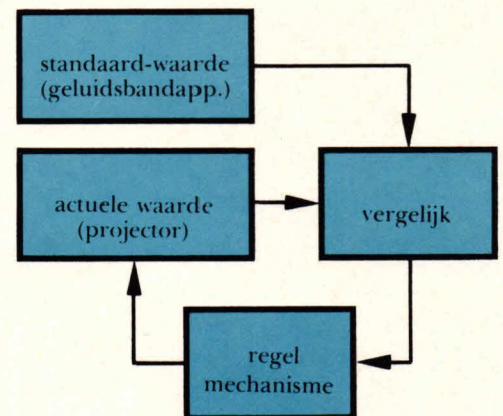 standaard-waarde
(geluidsbandapp.)
actuele waarde
(projector)
vergelijk
regel
mechanisme